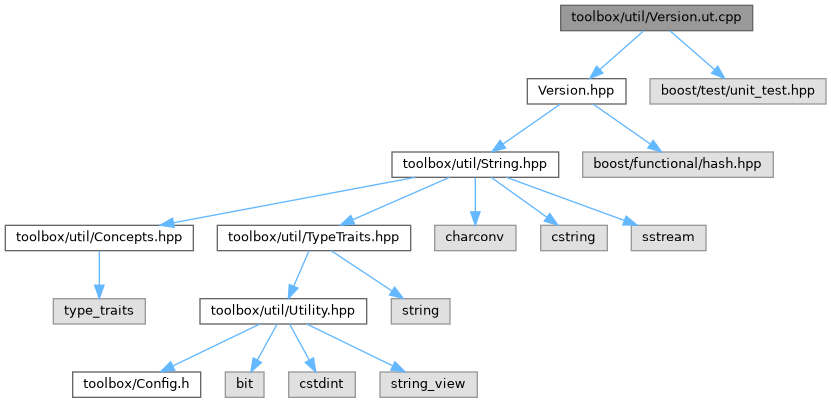 toolbox/util/Version.ut.cpp
Version.hpp
boost/test/unit_test.hpp
toolbox/util/String.hpp
boost/functional/hash.hpp
toolbox/util/Concepts.hpp
toolbox/util/TypeTraits.hpp
charconv
cstring
sstream
type_traits
toolbox/util/Utility.hpp
string
toolbox/Config.h
bit
cstdint
string_view